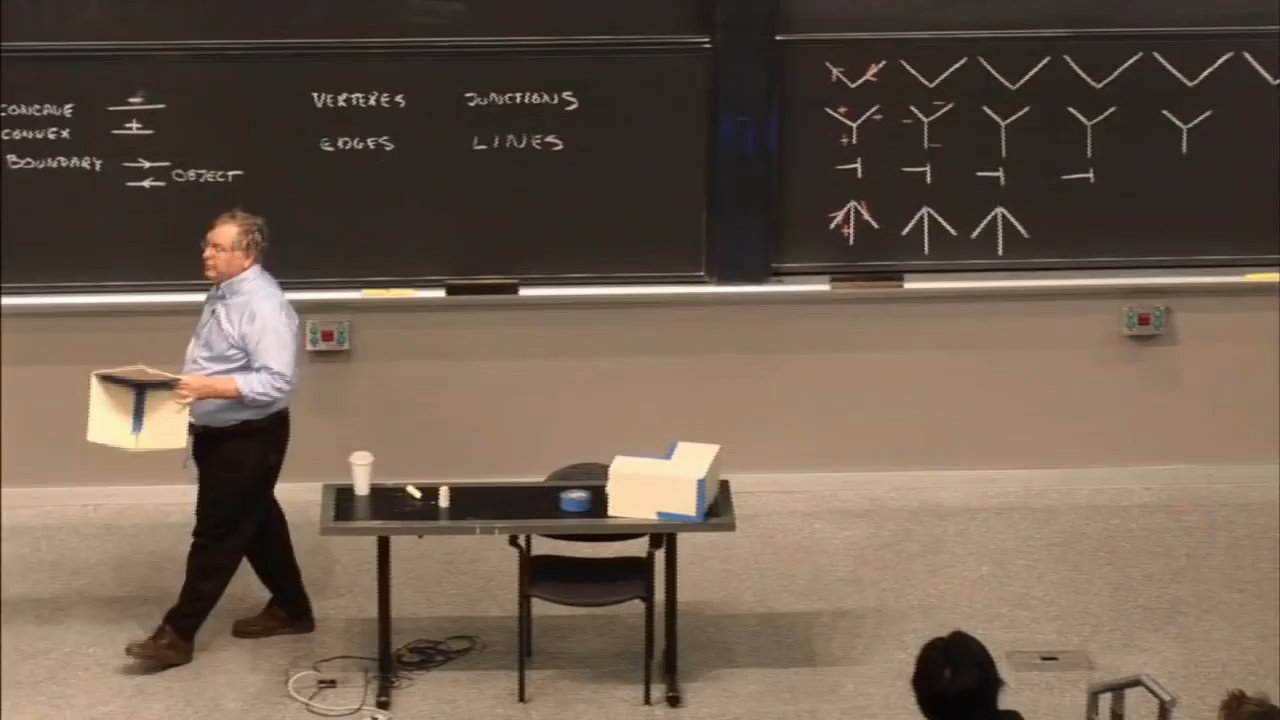 CONCAVE −
CONVEX +
BOUNDARY
OBJECT
VERTEXES JUNCTIONS
EDGES LINES